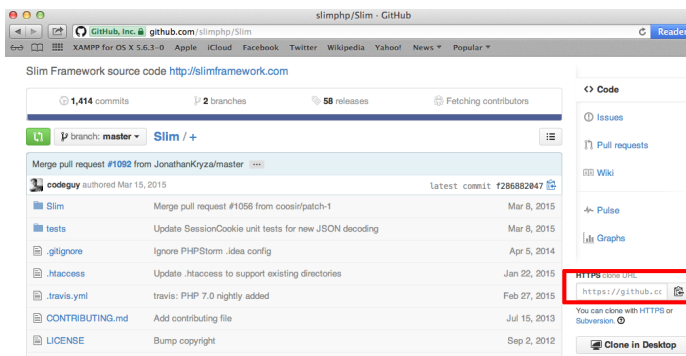 slimphp/Slim · GitHub
GitHub, Inc. github.com/slimphp/Slim Reader
XAMPP for OS X 5.6.3-0 Apple iCloud Facebook Twitter Wikipedia Yahoo! News Popular
Slim Framework source code http://slimframework.com
1,414 commits 2 branches 58 releases Fetching contributors
branch: master Slim / +
Merge pull request #1092 from JonathanKryza/master ...
codeguy authored Mar 15, 2015 latest commit f286882047
Slim Merge pull request #1056 from coosir/patch-1 Mar 8, 2015
tests Update SessionCookie unit tests for new JSON decoding Mar 8, 2015
.gitignore Ignore PHPStorm .idea config Apr 5, 2014
.htaccess Update .htaccess to support existing directories Jan 22, 2015
.travis.yml travis: PHP 7.0 nightly added Feb 27, 2015
CONTRIBUTING.md Add contributing file Jul 15, 2013
LICENSE Bump copyright Sep 2, 2012
<> Code
Issues
Pull requests
Wiki
Pulse
Graphs
HTTPS clone URL
https://github.cc
You can clone with HTTPS or
Subversion.
Clone in Desktop